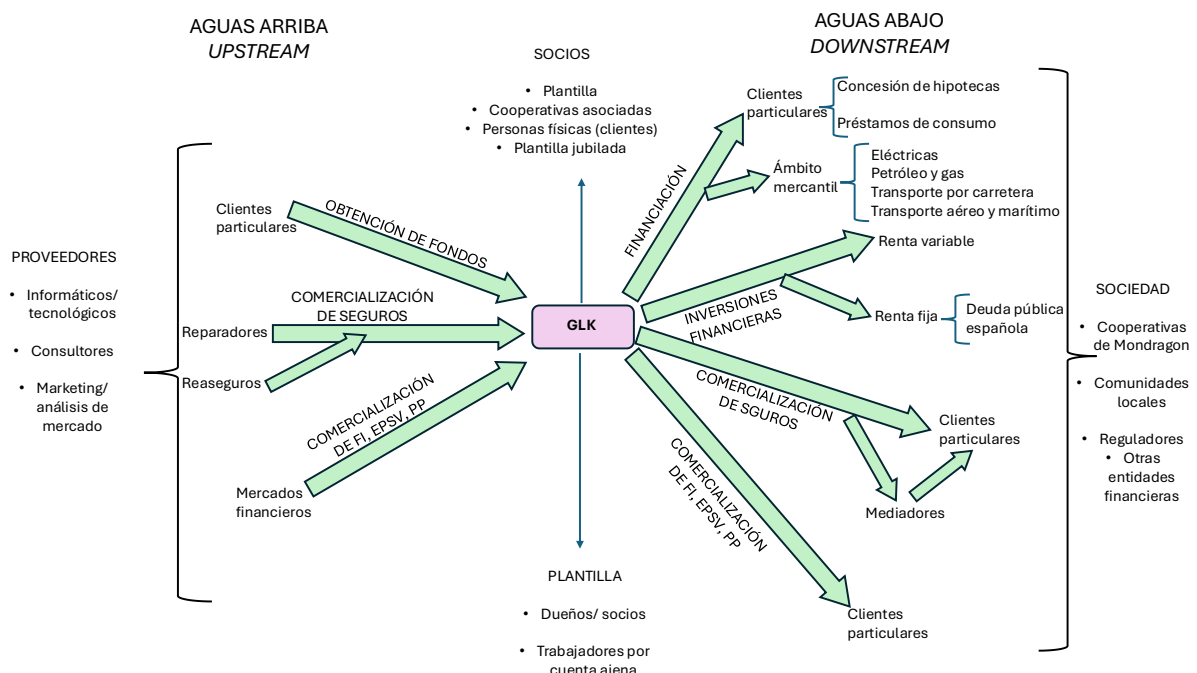 AGUAS ARRIBA
UPSTREAM
AGUAS ABAJO
DOWNSTREAM
SOCIOS
• Plantilla
• Cooperativas asociadas
• Personas físicas (clientes)
• Plantilla jubilada
PROVEEDORES
• Informáticos/
tecnológicos
• Consultores
• Marketing/
análisis de
mercado
Clientes
particulares
OBTENCIÓN DE FONDOS
COMERCIALIZACIÓN
DE SEGUROS
Reparadores
Reaseguros
COMERCIALIZACIÓN
DE FI, EPSV, PP
Mercados
financieros
GLK
FINANCIACIÓN
Clientes
particulares
Concesión de hipotecas
Préstamos de consumo
Ámbito
mercantil
Eléctricas
Petróleo y gas
Transporte por carretera
Transporte aéreo y marítimo
INVERSIONES
FINANCIERAS
Renta variable
Renta fija
Deuda pública
española
COMERCIALIZACIÓN
DE SGUROS
Clientes
particulares
Mediadores
COMERCIALIZACIÓN
DE FI, EPSV, PP
Clientes
particulares
SOCIEDAD
• Cooperativas
de Mondragon
• Comunidades
locales
• Reguladores
• Otras
entidades
financieras
PLANTILLA
• Dueños/ socios
• Trabajadores por
cuenta ajena